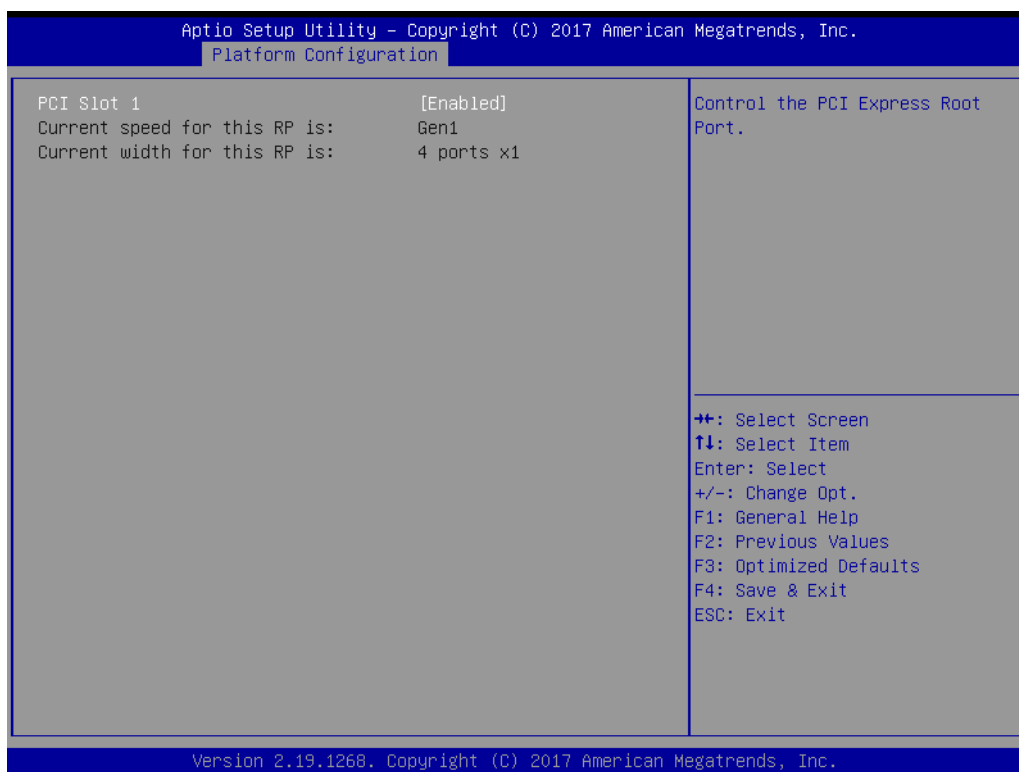 Aptio Setup Utility – Copyright (C) 2017 American Megatrends, Inc.
Platform Configuration
PCI Slot 1 [Enabled]
Current speed for this RP is: Gen1
Current width for this RP is: 4 ports x1
Control the PCI Express Root
Port.
→←: Select Screen
↑↓: Select Item
Enter: Select
+/-: Change Opt.
F1: General Help
F2: Previous Values
F3: Optimized Defaults
F4: Save & Exit
ESC: Exit
Version 2.19.1268. Copyright (C) 2017 American Megatrends, Inc.